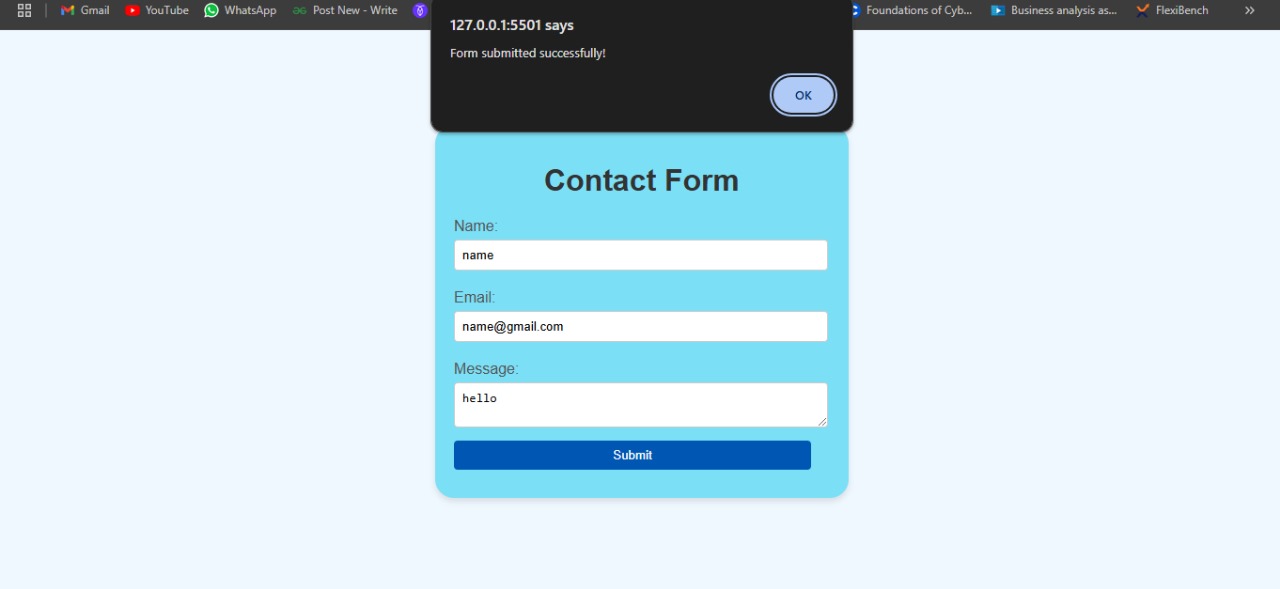 Gmail YouTube WhatsApp Post New - Write Foundations of Cyb... Business analysis as... FlexiBench
127.0.0.1:5501 says
Form submitted successfully!
OK
Contact Form
Name:
name
Email:
name@gmail.com
Message:
hello
Submit